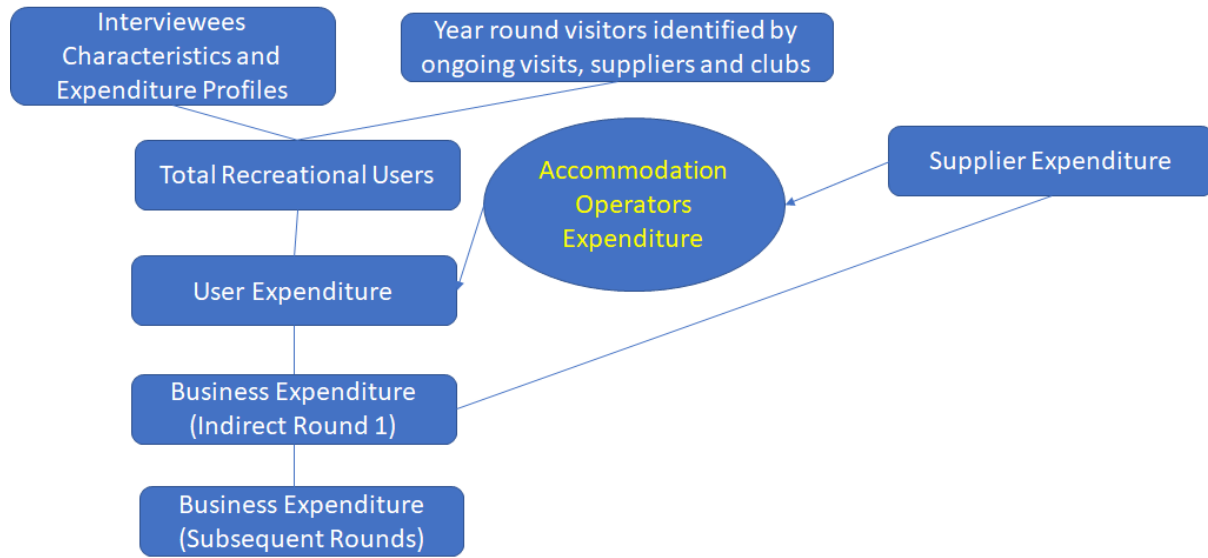 Interviewees
Characteristics and
Expenditure Profiles
Year round visitors identified by
ongoing visits, suppliers and clubs
Total Recreational Users
Accommodation
Operators
Expenditure
Supplier Expenditure
User Expenditure
Business Expenditure
(Indirect Round 1)
Business Expenditure
(Subsequent Rounds)